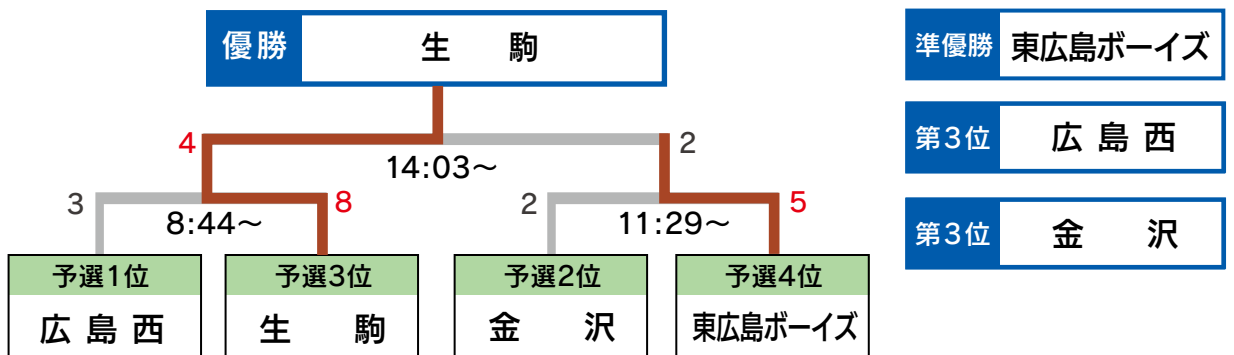 優勝 生 駒
準優勝 東広島ボーイズ
第3位 広島西
第3位 金 沢
4 2
14:03～
3 8 2 5
8:44～ 11:29～
予選1位 予選3位 予選2位 予選4位
広島西 生 駒 金 沢 東広島ボーイズ